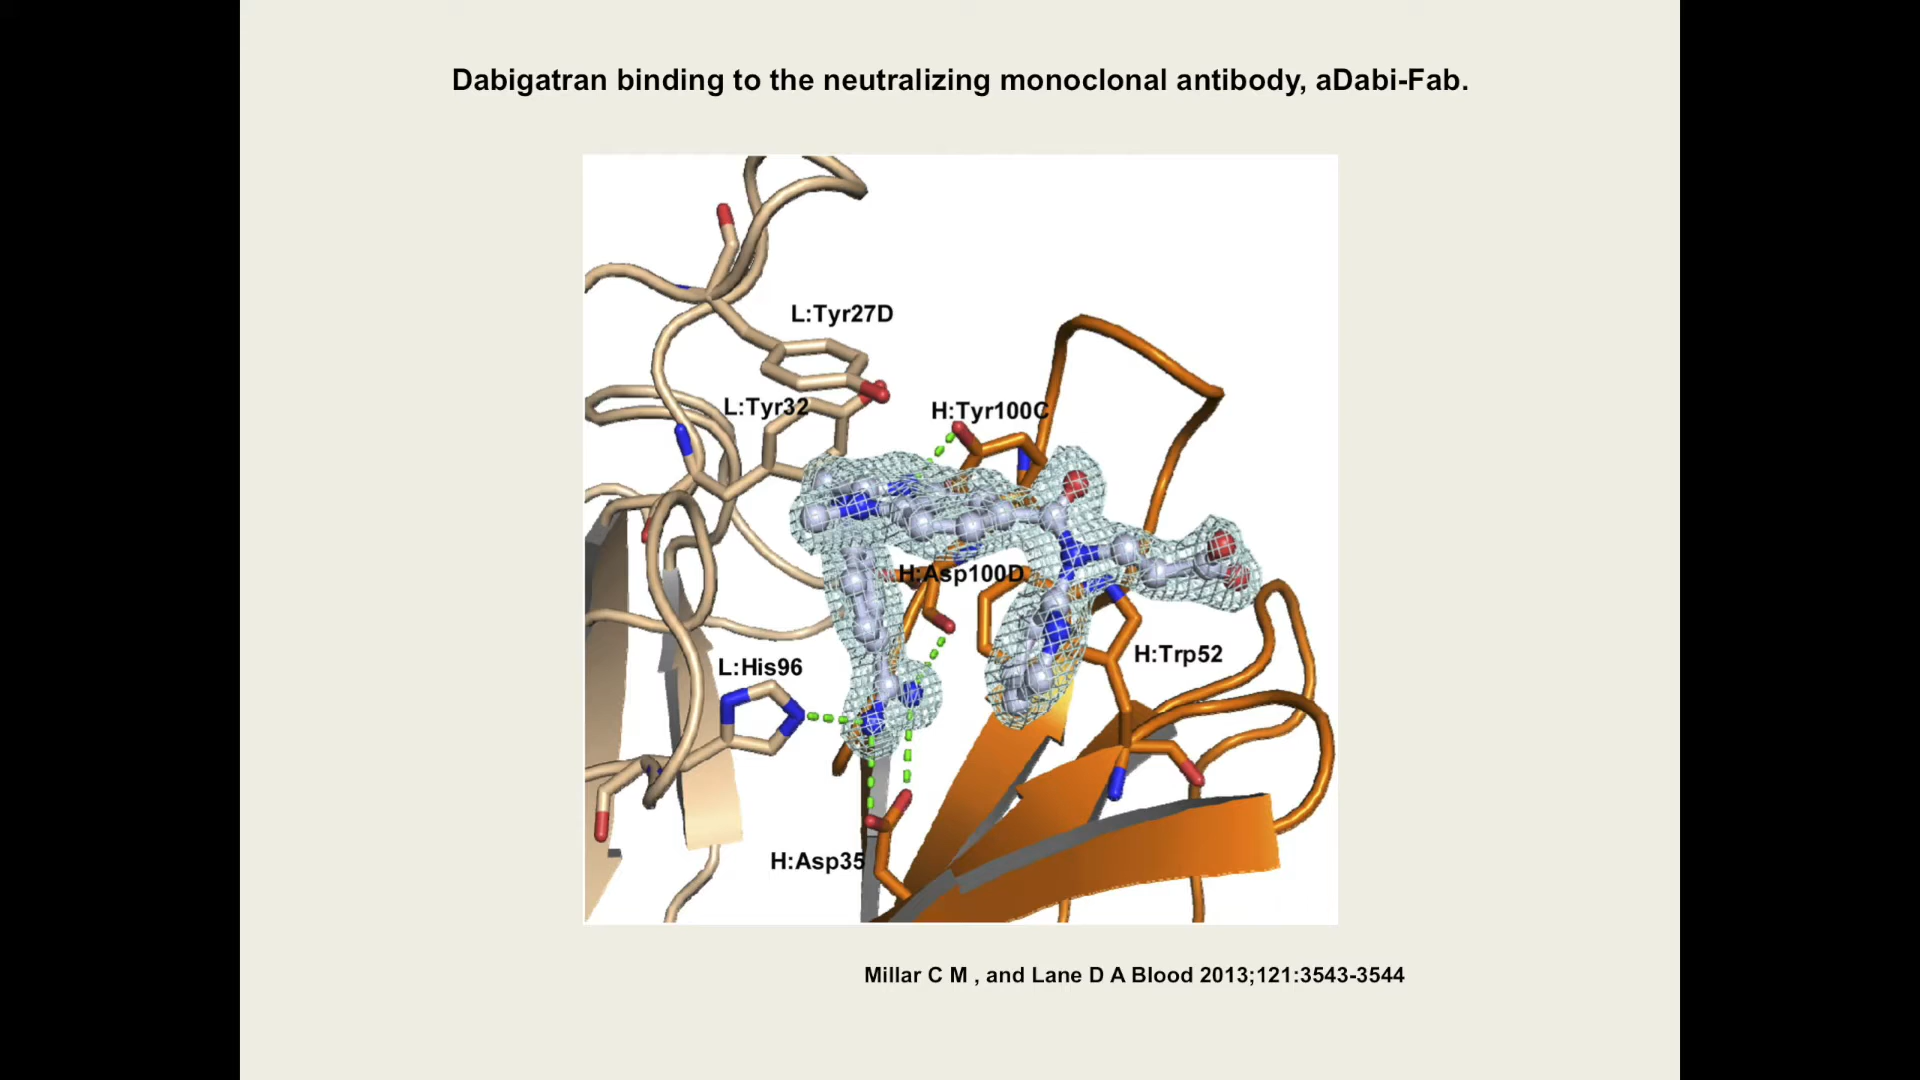 Dabigatran binding to the neutralizing monoclonal antibody, aDabi-Fab.
L:Tyr27D
L:Tyr32
H:Tyr100C
H:Asp100D
H:Trp52
L:His96
H:Asp35
Millar C M , and Lane D A Blood 2013;121:3543-3544